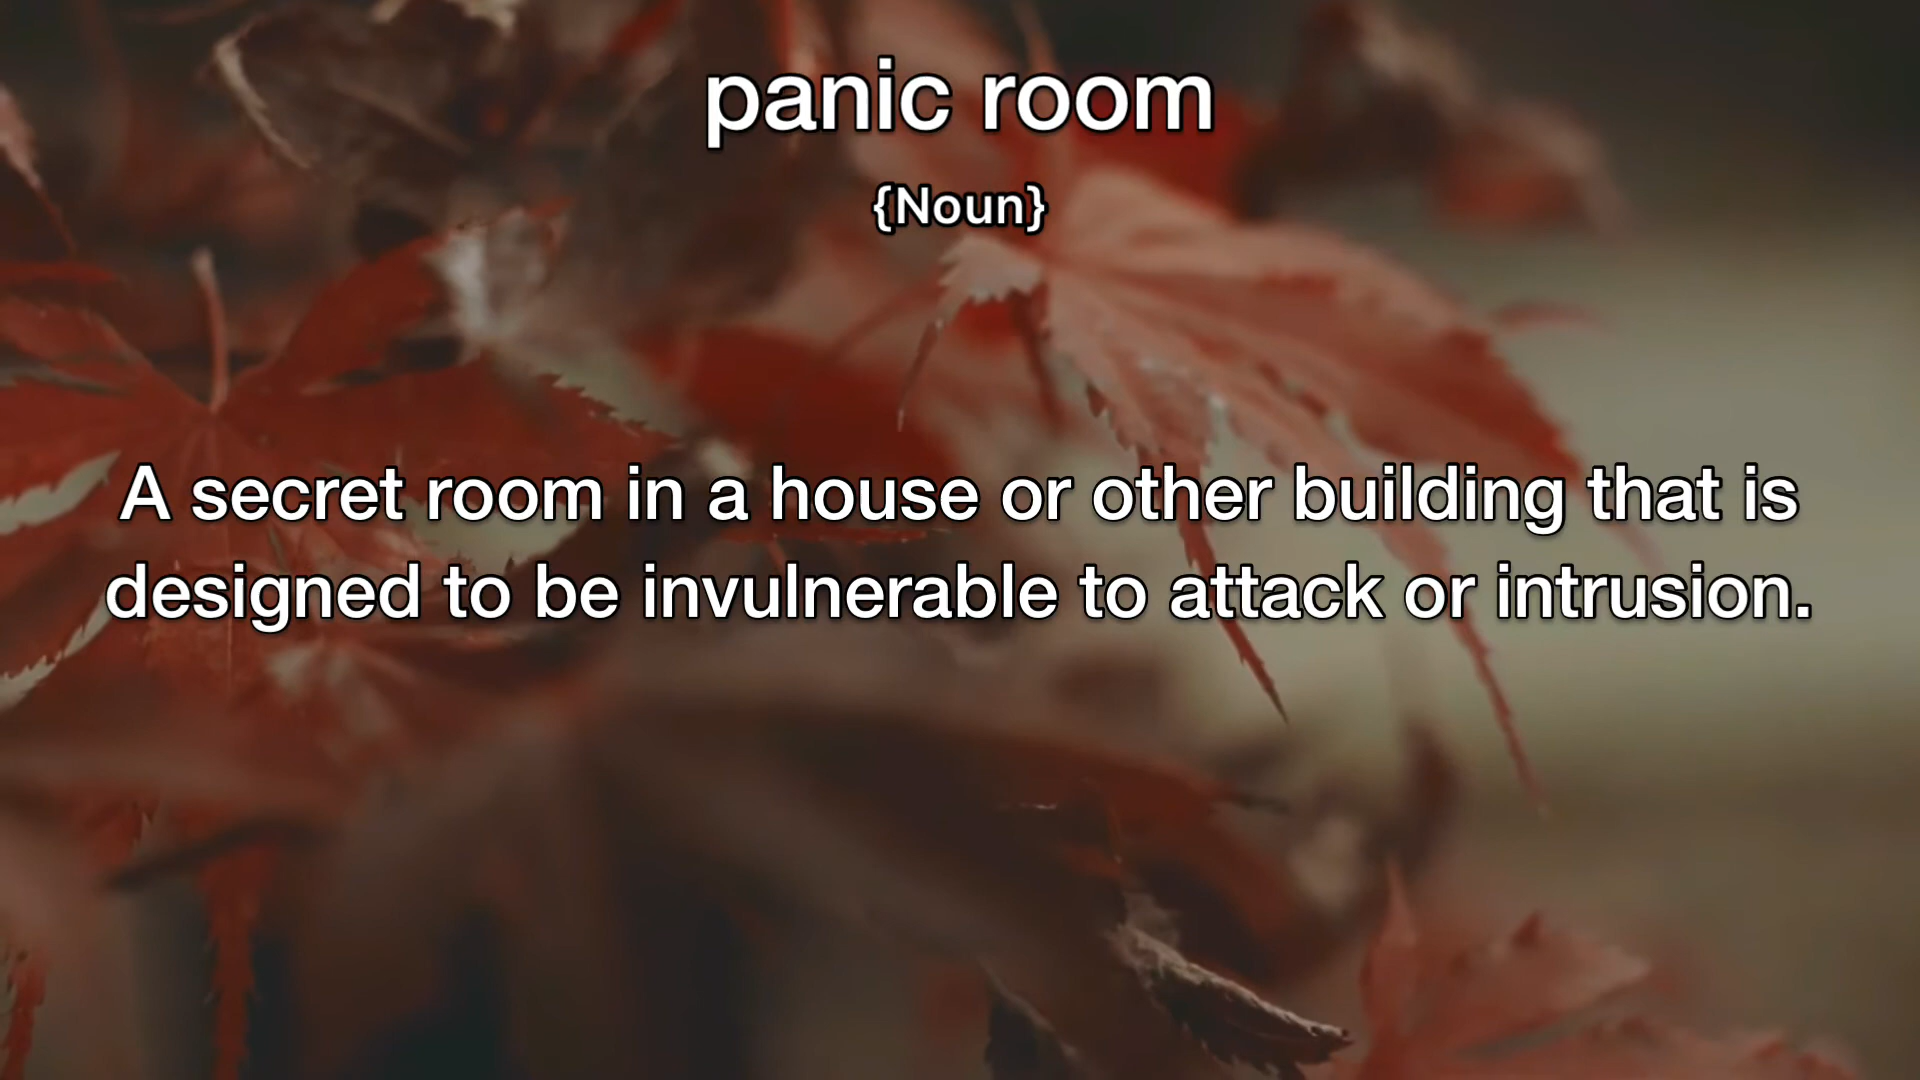 panic room
{Noun}
A secret room in a house or other building that is
designed to be invulnerable to attack or intrusion.